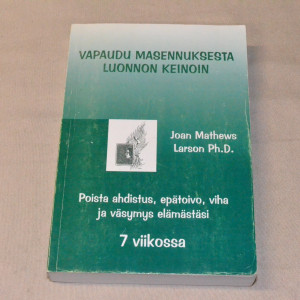 VAPAUDU MASENNUKSESTA
LUONNON KEINOIN
Joan Mathews
Larson Ph.D.
Poista ahdistus, epätoivo, viha
ja väsymys elämästäsi
7 viikossa